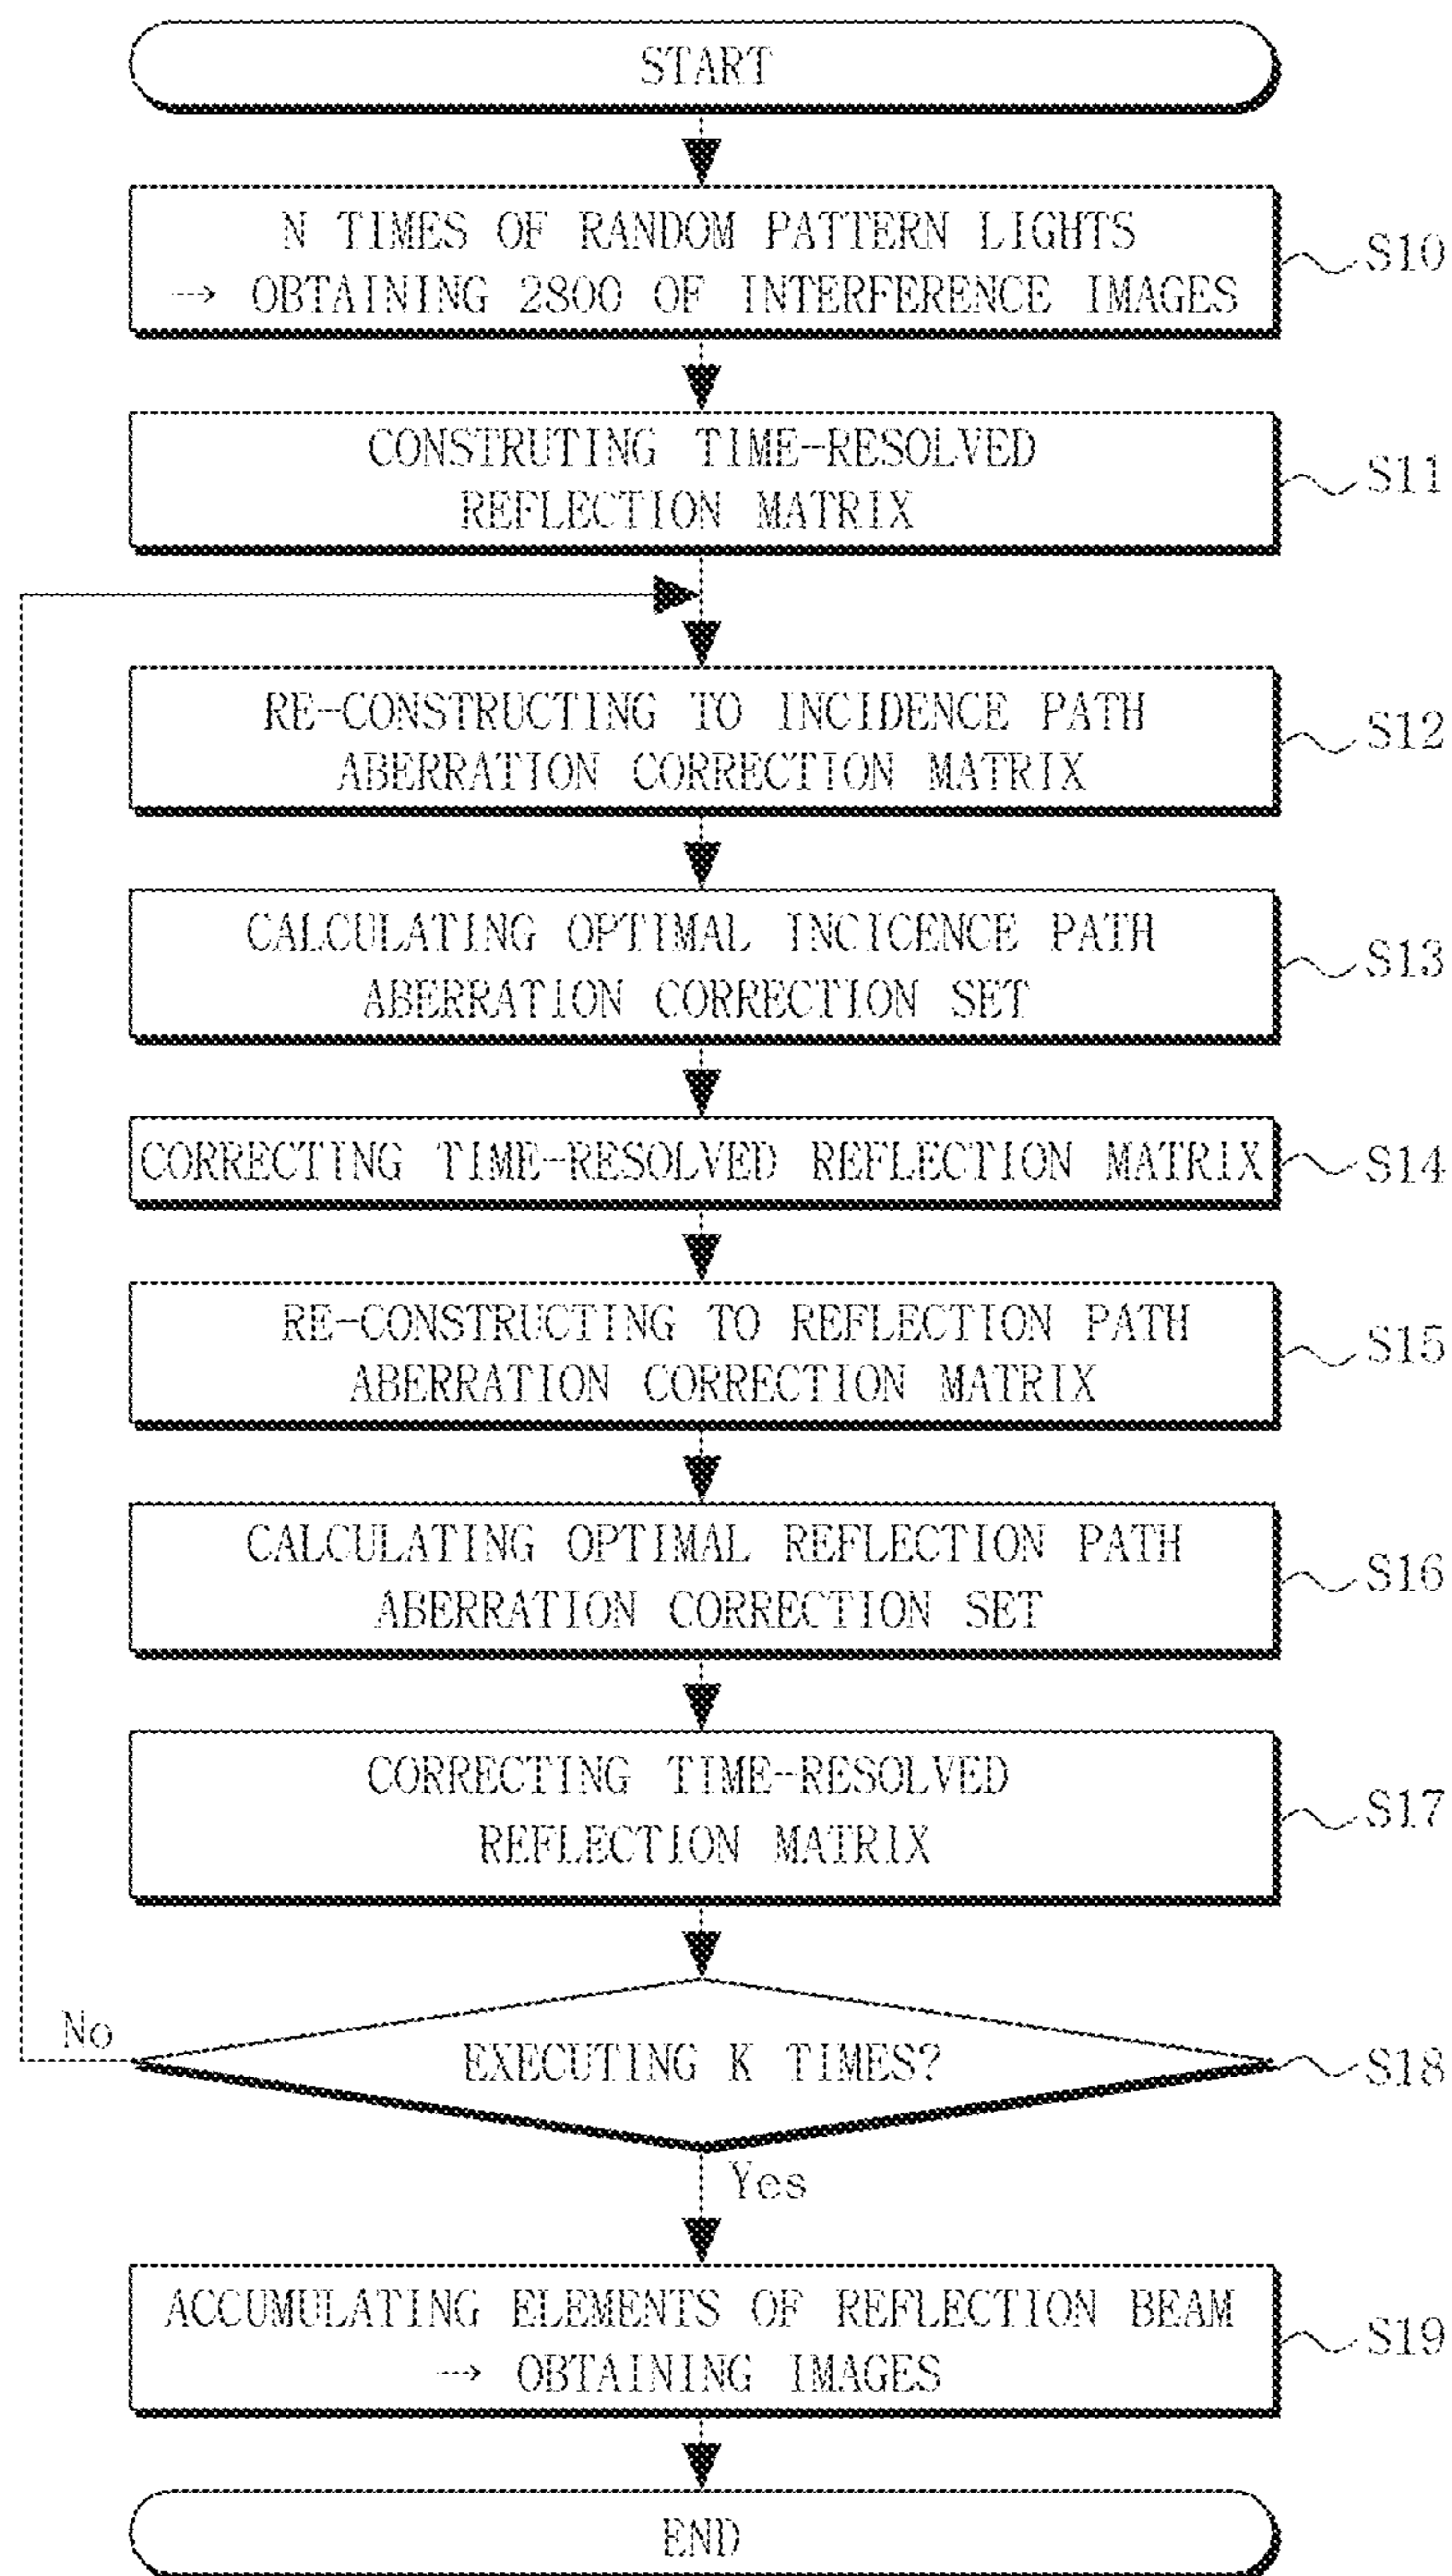 START
N TIMES OF RANDOM PATTERN LIGHTS
→ OBTAINING 2800 OF INTERFERENCE IMAGES
S10
CONSTRUTING TIME-RESOLVED
REFLECTION MATRIX
S11
RE-CONSTRUCTING TO INCIDENCE PATH
ABERRATION CORRECTION MATRIX
S12
CALCULATING OPTIMAL INCICENCE PATH
ABERRATION CORRECTION SET
S13
CORRECTING TIME-RESOLVED REFLECTION MATRIX
S14
RE-CONSTRUCTING TO REFLECTION PATH
ABERRATION CORRECTION MATRIX
S15
CALCULATING OPTIMAL REFLECTION PATH
ABERRATION CORRECTION SET
S16
CORRECTING TIME-RESOLVED
REFLECTION MATRIX
S17
No
EXECUTING K TIMES?
S18
Yes
ACCUMULATING ELEMENTS OF REFLECTION BEAM
→ OBTAINING IMAGES
S19
END